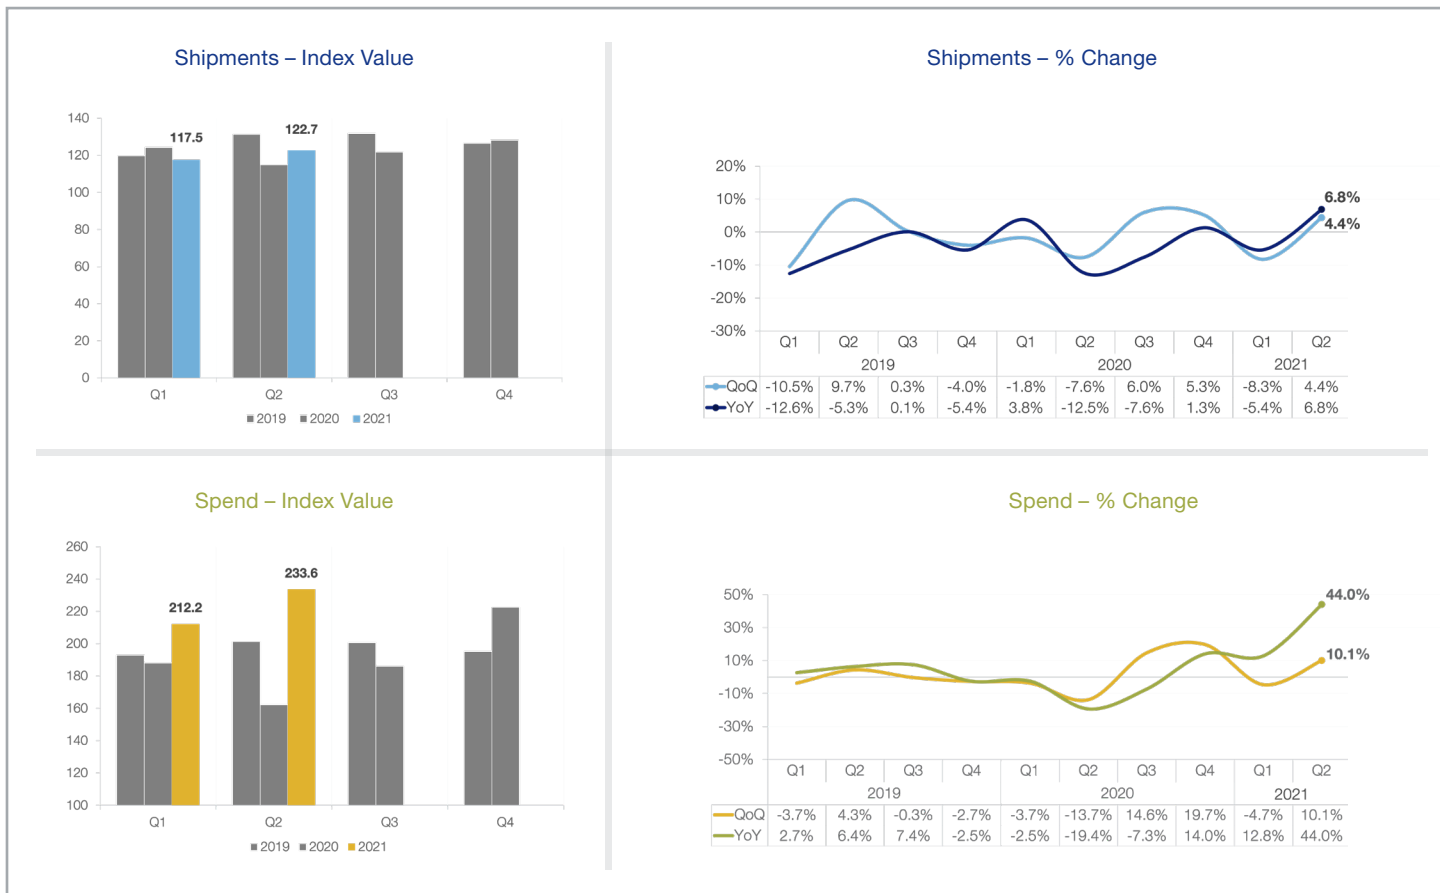 Shipments – Index Value
140
120
100
80
60
40
20
0
117.5
122.7
Q1 Q2 Q3 Q4
2019 2020 2021
Shipments – % Change
20%
10%
0%
-10%
-20%
-30%
6.8%
4.4%
Q1 Q2 Q3 Q4 Q1 Q2 Q3 Q4 Q1 Q2
2019 2020 2021
QoQ -10.5% 9.7% 0.3% -4.0% -1.8% -7.6% 6.0% 5.3% -8.3% 4.4%
YoY -12.6% -5.3% 0.1% -5.4% 3.8% -12.5% -7.6% 1.3% -5.4% 6.8%
Spend – Index Value
260
240
220
200
180
160
140
120
100
212.2
233.6
Q1 Q2 Q3 Q4
2019 2020 2021
Spend – % Change
50%
30%
10%
-10%
-30%
-50%
44.0%
10.1%
Q1 Q2 Q3 Q4 Q1 Q2 Q3 Q4 Q1 Q2
2019 2020 2021
QoQ -3.7% 4.3% -0.3% -2.7% -3.7% -13.7% 14.6% 19.7% -4.7% 10.1%
YoY 2.7% 6.4% 7.4% -2.5% -2.5% -19.4% -7.3% 14.0% 12.8% 44.0%